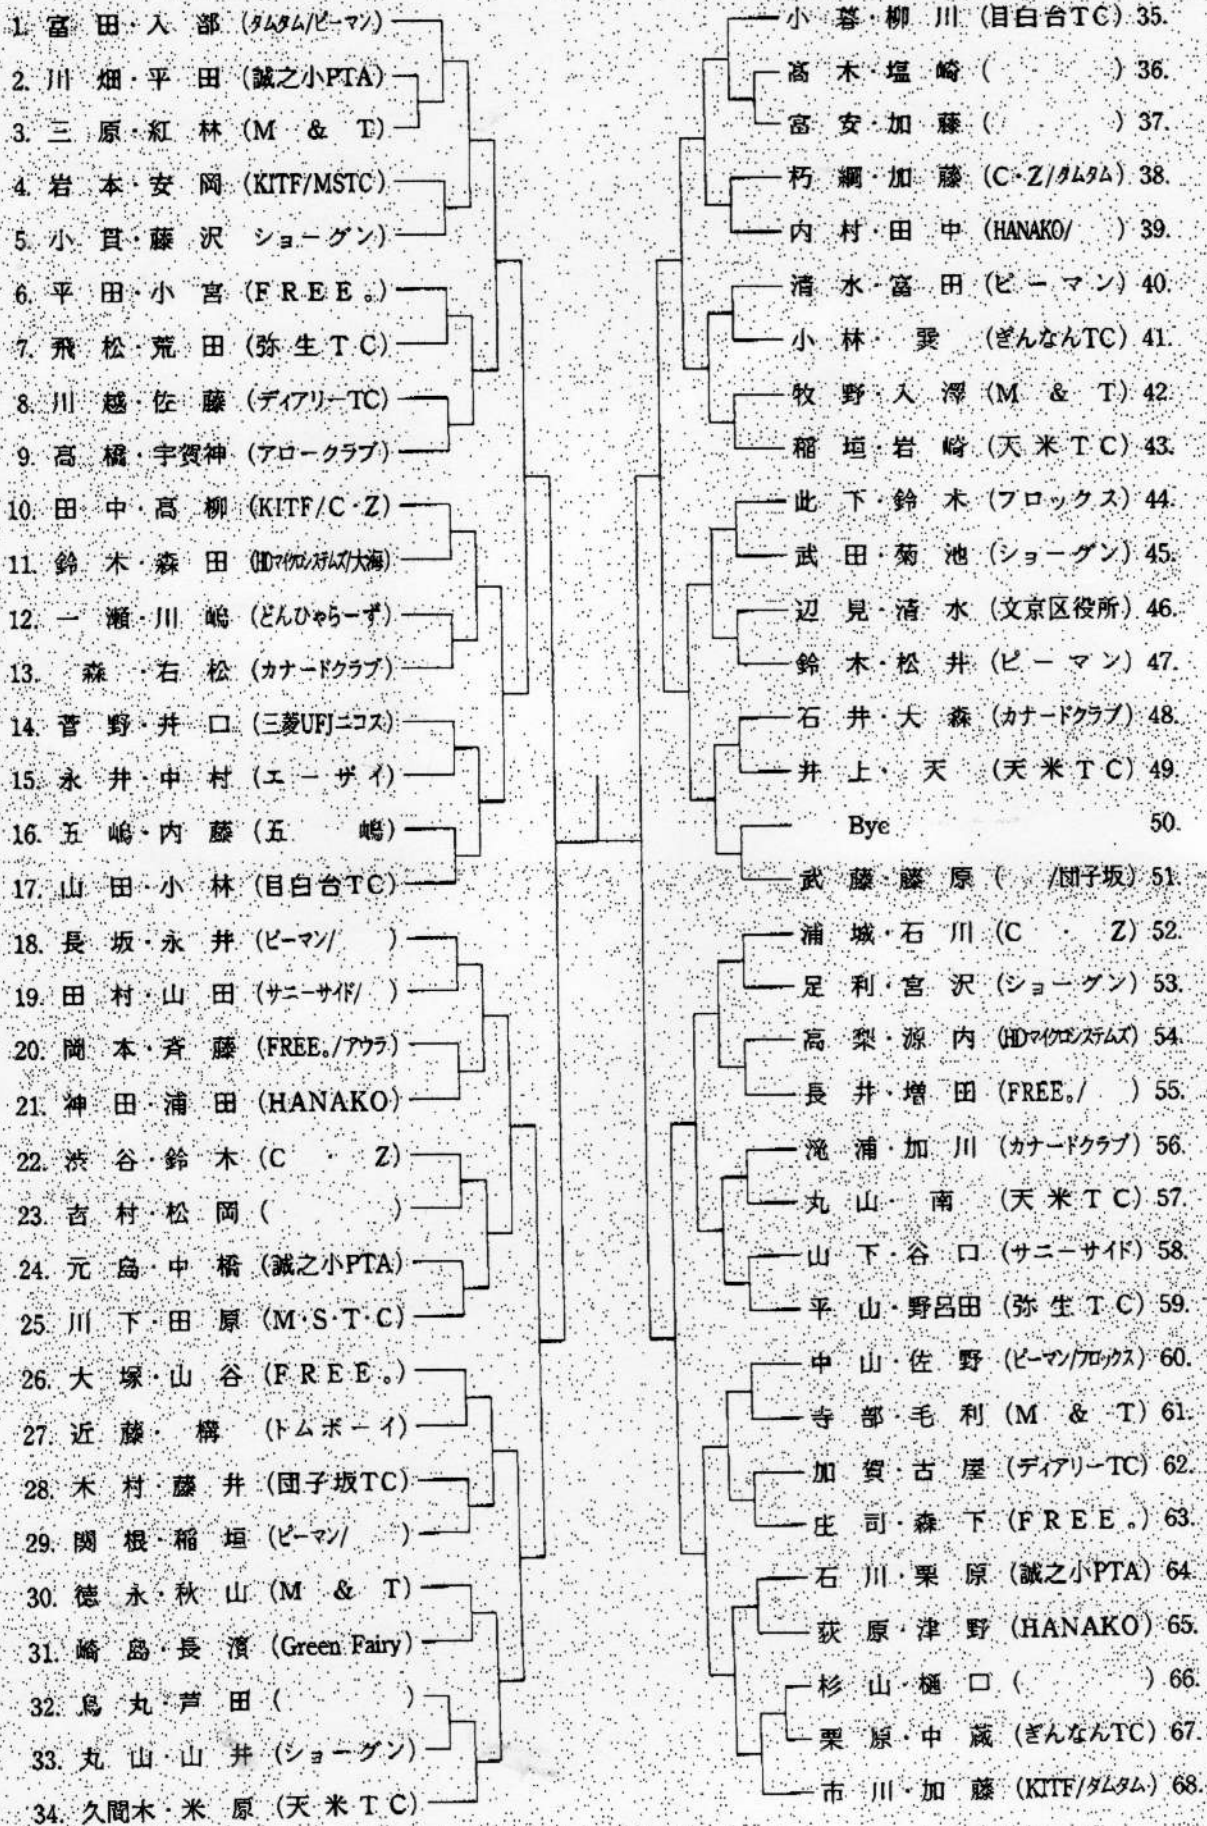 1. 富田・入部 (タムタム/ピーマン)
2. 川畑・平田 (誠之小PTA)
3. 三原・紅林 (M & T)
4. 岩本・安岡 (KITF/MSTC)
5. 小貫・藤沢 ショーグン)
6. 平田・小宮 (FREE。)
7. 飛松・荒田 (弥生TC)
8. 川越・佐藤 (ディアリーTC)
9. 高橋・宇賀神 (アロークラブ)
10. 田中・高柳 (KITF/C・Z)
11. 鈴木・森田 (HDマイクロシステムズ/大海)
12. 一瀬・川嶋 (どんひゃらーず)
13. 森・右松 (カナードクラブ)
14. 菅野・井口 (三菱UFJニコス)
15. 永井・中村 (エーザイ)
16. 五嶋・内藤 (五嶋)
17. 山田・小林 (目白台TC)
18. 長坂・永井 (ピーマン/ )
19. 田村・山田 (サニーサイド/ )
20. 岡本・斉藤 (FREE。/アウラ)
21. 神田・浦田 (HANAKO)
22. 渋谷・鈴木 (C・Z)
23. 吉村・松岡 ( )
24. 元島・中橋 (誠之小PTA)
25. 川下・田原 (M・S・T・C)
26. 大塚・山谷 (FREE。)
27. 近藤・構 (トムボーイ)
28. 木村・藤井 (団子坂TC)
29. 関根・稲垣 (ピーマン/ )
30. 徳永・秋山 (M & T)
31. 崎島・長濱 (Green Fairy)
32. 烏丸・芦田 ( )
33. 丸山・山井 (ショーグン)
34. 久間木・米原 (天米TC)
小暮・柳川 (目白台TC) 35.
高木・塩崎 ( ) 36.
富安・加藤 ( ) 37.
朽網・加藤 (C・Z/タムタム) 38.
内村・田中 (HANAKO/ ) 39.
清水・富田 (ピーマン) 40.
小林・巽 (ぎんなんTC) 41.
牧野・入澤 (M & T) 42
稲垣・岩崎 (天米TC) 43.
此下・鈴木 (フロックス) 44.
武田・菊池 (ショーグン) 45.
辺見・清水 (文京区役所) 46.
鈴木・松井 (ピーマン) 47.
石井・大森 (カナードクラブ) 48.
井上・天 (天米TC) 49.
Bye 50.
武藤・藤原 ( /団子坂) 51.
浦城・石川 (C・Z) 52.
足利・宮沢 (ショーグン) 53.
高梨・源内 (HDマイクロシステムズ) 54.
長井・増田 (FREE。/ ) 55.
滝浦・加川 (カナードクラブ) 56.
丸山・南 (天米TC) 57.
山下・谷口 (サニーサイド) 58.
平山・野呂田 (弥生TC) 59.
中山・佐野 (ピーマン/フロックス) 60.
寺部・毛利 (M & T) 61.
加賀・古屋 (ディアリーTC) 62.
庄司・森下 (FREE。) 63.
石川・栗原 (誠之小PTA) 64
荻原・津野 (HANAKO) 65.
杉山・樋口 ( ) 66.
栗原・中蔵 (ぎんなんTC) 67.
市川・加藤 (KITF/タムタム) 68.